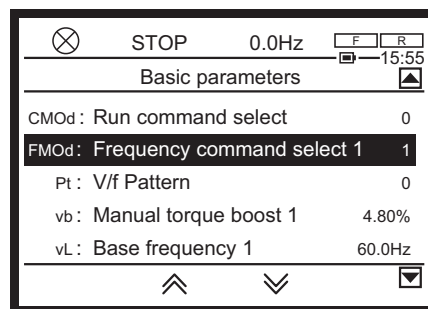 STOP 0.0Hz F R
15:55
Basic parameters
CMOd : Run command select 0
FMOd : Frequency command select 1 1
Pt : V/f Pattern 0
vb : Manual torque boost 1 4.80%
vL : Base frequency 1 60.0Hz